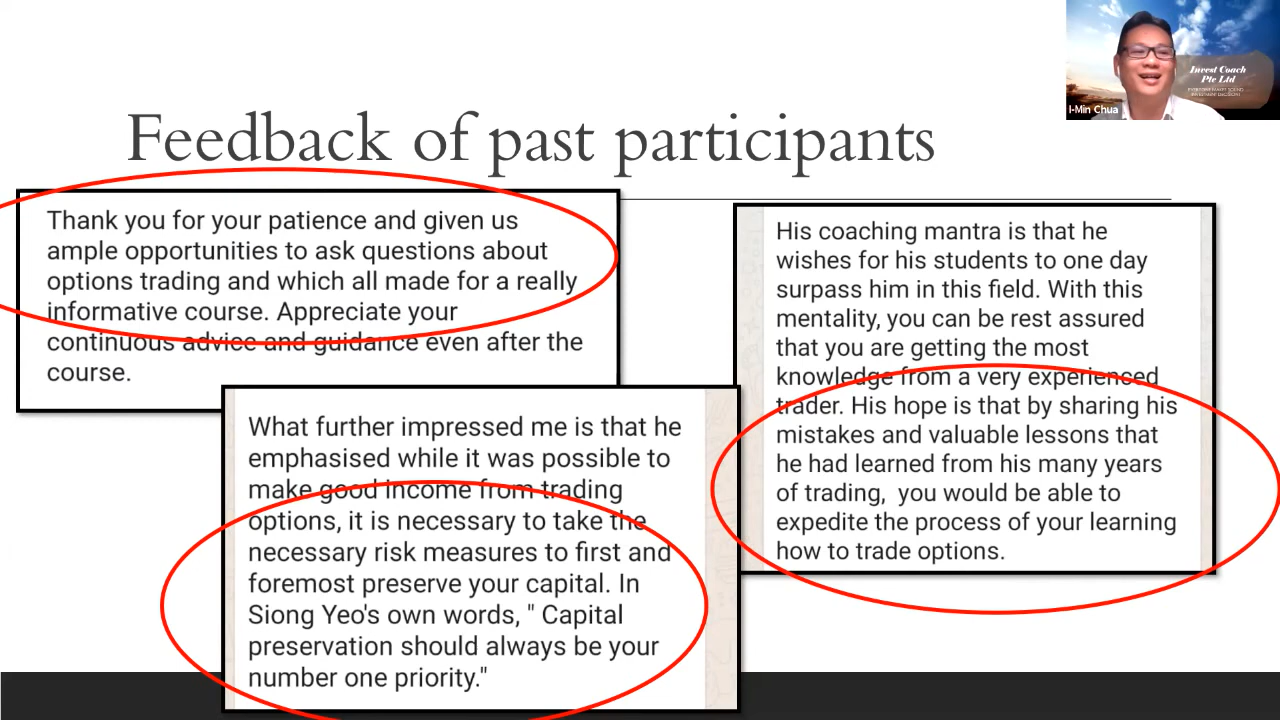 Feedback of past participants
Invest Coach
Pte Ltd
I-Min Chua
Thank you for your patience and given us
ample opportunities to ask questions about
options trading and which all made for a really
informative course. Appreciate your
continuous advice and guidance even after the
course.
What further impressed me is that he
emphasised while it was possible to
make good income from trading
options, it is necessary to take the
necessary risk measures to first and
foremost preserve your capital. In
Siong Yeo's own words, " Capital
preservation should always be your
number one priority."
His coaching mantra is that he
wishes for his students to one day
surpass him in this field. With this
mentality, you can be rest assured
that you are getting the most
knowledge from a very experienced
trader. His hope is that by sharing his
mistakes and valuable lessons that
he had learned from his many years
of trading,  you would be able to
expedite the process of your learning
how to trade options.